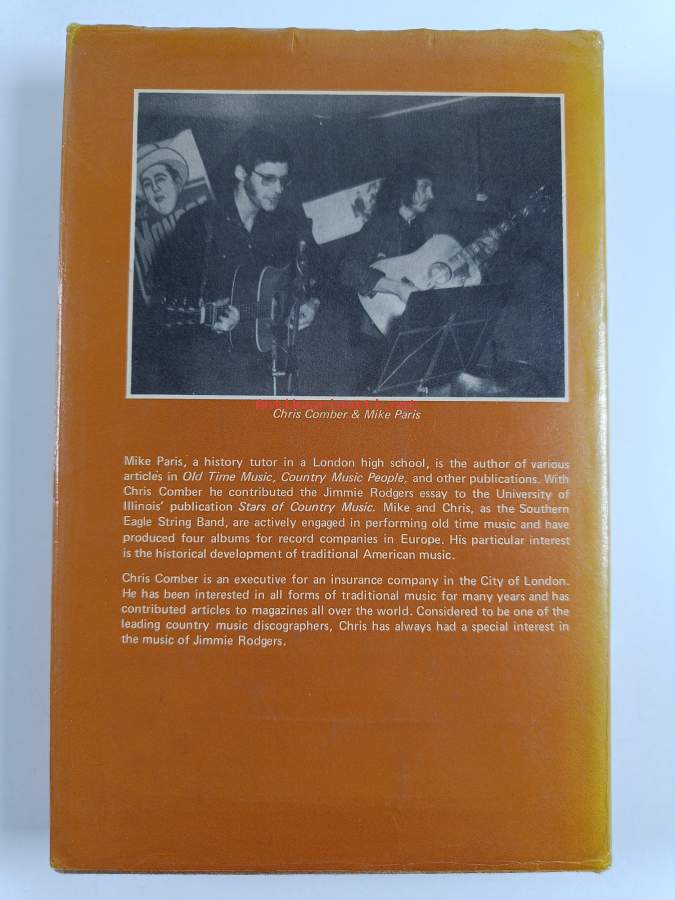 Chris Comber & Mike Paris
Mike Paris, a history tutor in a London high school, is the author of various
articles in Old Time Music, Country Music People, and other publications. With
Chris Comber he contributed the Jimmie Rodgers essay to the University of
Illinois' publication Stars of Country Music. Mike and Chris, as the Southern
Eagle String Band, are actively engaged in performing old time music and have
produced four albums for record companies in Europe. His particular interest
is the historical development of traditional American music.
Chris Comber is an executive for an insurance company in the City of London.
He has been interested in all forms of traditional music for many years and has
contributed articles to magazines all over the world. Considered to be one of the
leading country music discographers, Chris has always had a special interest in
the music of Jimmie Rodgers.